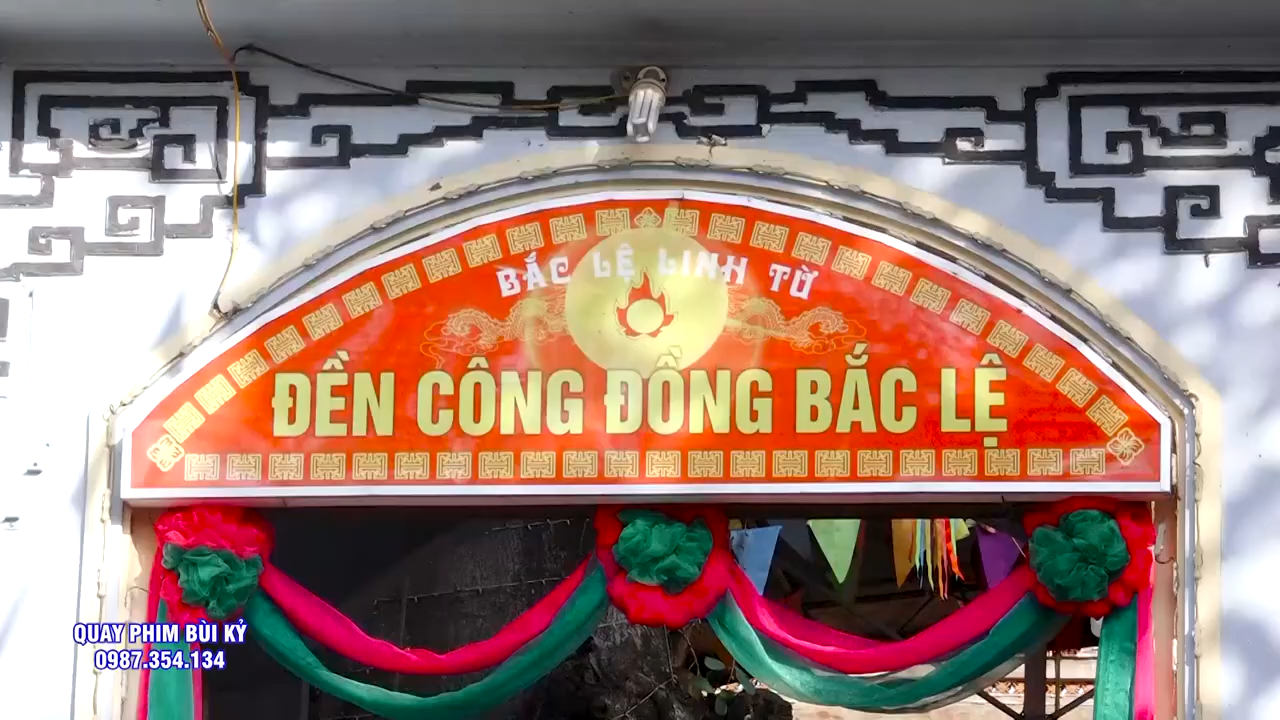 BẮC LỆ LINH TỪ
ĐỀN CÔNG ĐỒNG BẮC LỆ
QUAY PHIM BÙI KỶ
0987.354.134